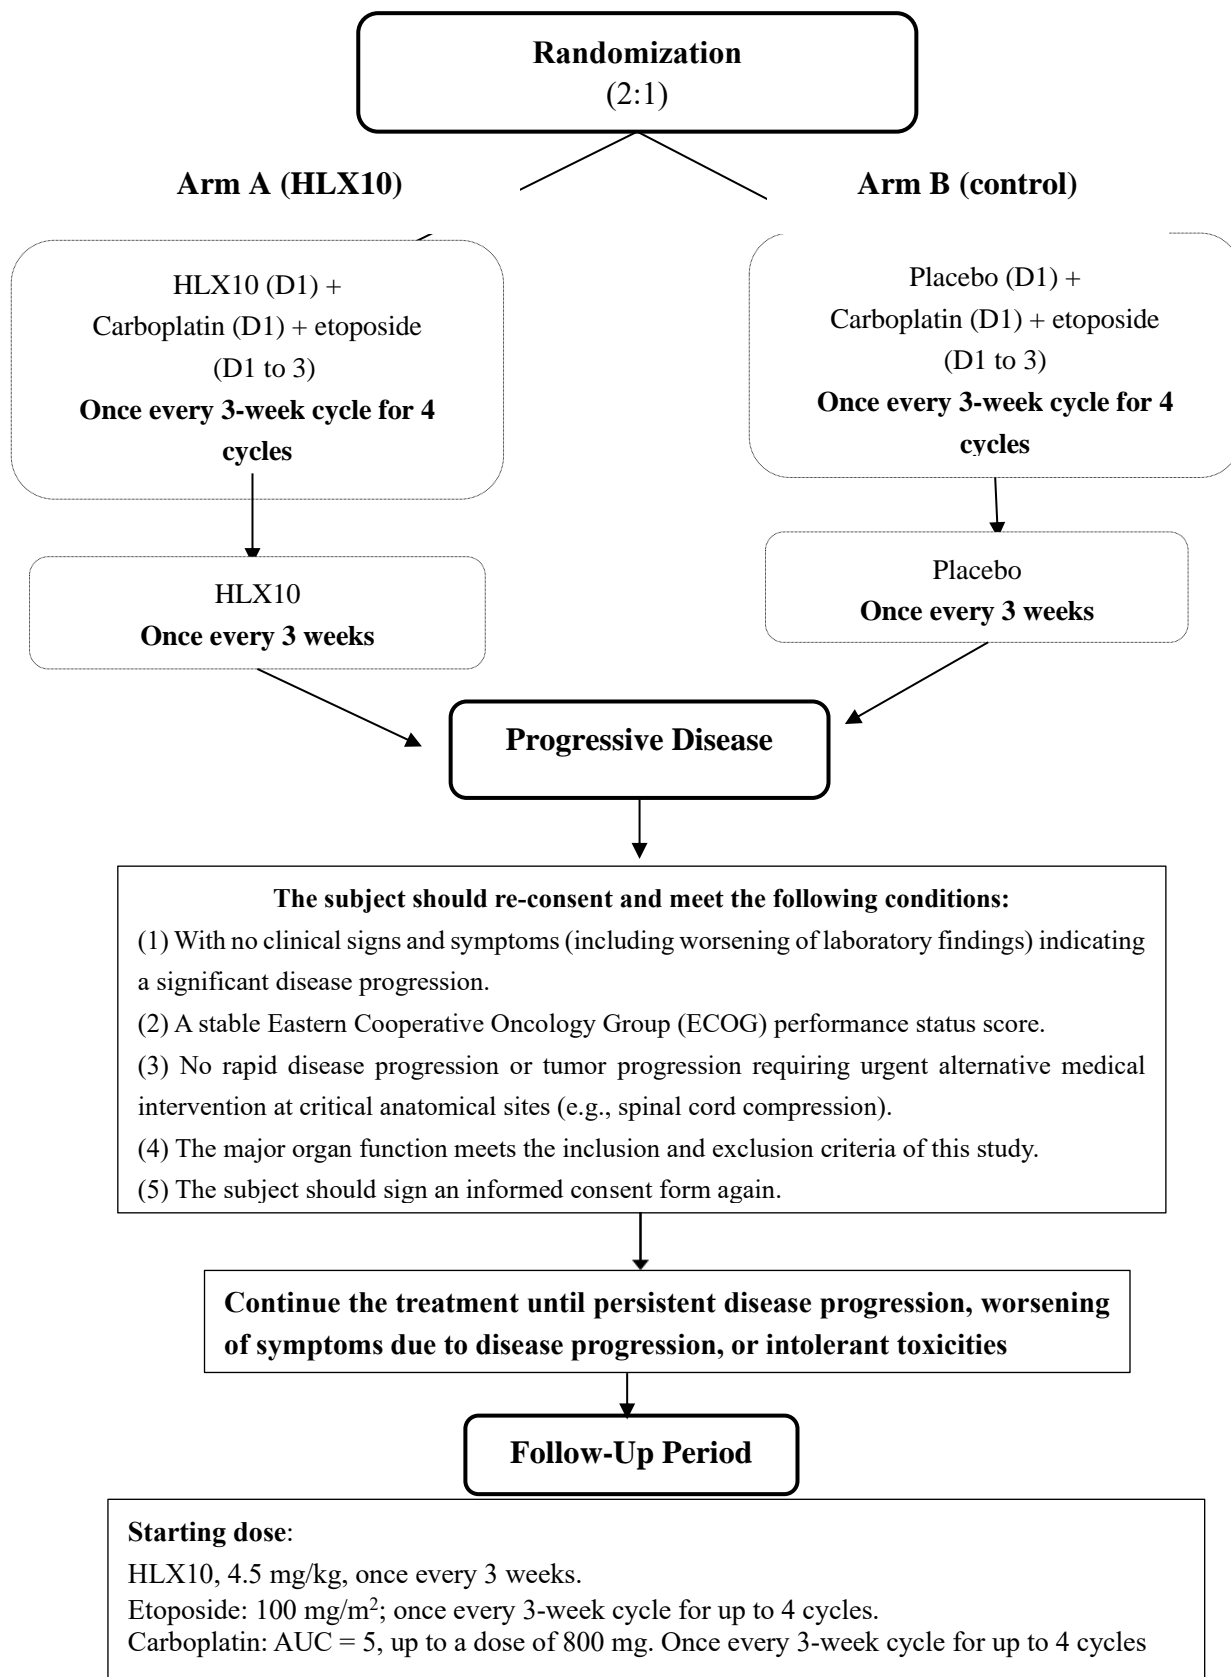 Randomization
(2:1)
Arm A (HLX10)
Arm B (control)
HLX10 (D1) +
Carboplatin (D1) + etoposide
(D1 to 3)
Once every 3-week cycle for 4
cycles
Placebo (D1) +
Carboplatin (D1) + etoposide
(D1 to 3)
Once every 3-week cycle for 4
cycles
HLX10
Once every 3 weeks
Placebo
Once every 3 weeks
Progressive Disease
The subject should re-consent and meet the following conditions:
(1) With no clinical signs and symptoms (including worsening of laboratory findings) indicating
a significant disease progression.
(2) A stable Eastern Cooperative Oncology Group (ECOG) performance status score.
(3) No rapid disease progression or tumor progression requiring urgent alternative medical
intervention at critical anatomical sites (e.g., spinal cord compression).
(4) The major organ function meets the inclusion and exclusion criteria of this study.
(5) The subject should sign an informed consent form again.
Continue the treatment until persistent disease progression, worsening
of symptoms due to disease progression, or intolerant toxicities
Follow-Up Period
Starting dose:
HLX10, 4.5 mg/kg, once every 3 weeks.
Etoposide: 100 mg/m²; once every 3-week cycle for up to 4 cycles.
Carboplatin: AUC = 5, up to a dose of 800 mg. Once every 3-week cycle for up to 4 cycles